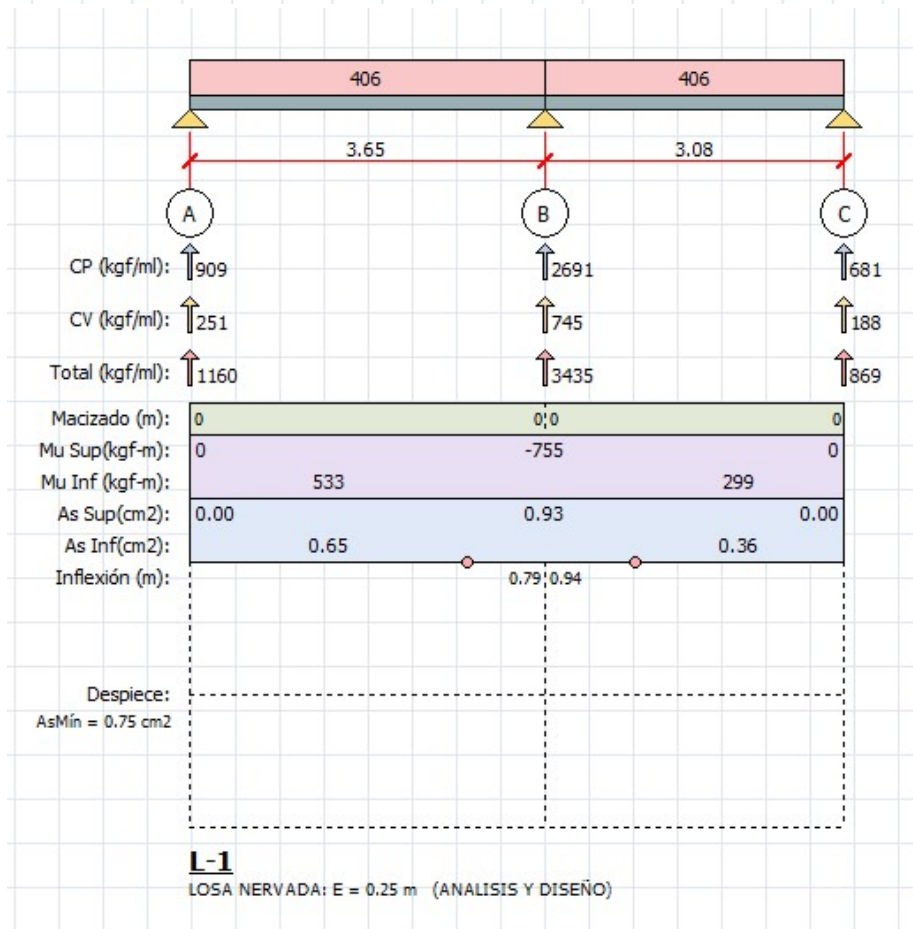 406 406
3.65 3.08
A B C
CP (kgf/ml): 909 2691 681
CV (kgf/ml): 251 745 188
Total (kgf/ml): 1160 3435 869
Macizado (m): 0 0 0 0
Mu Sup(kgf-m): 0 -755 0
Mu Inf (kgf-m): 533 299
As Sup(cm2): 0.00 0.93 0.00
As Inf(cm2): 0.65 0.36
Inflexión (m): 0.79 0.94
Despiece:
AsMín = 0.75 cm2
L-1
LOSA NERVADA: E = 0.25 m (ANALISIS Y DISEÑO)